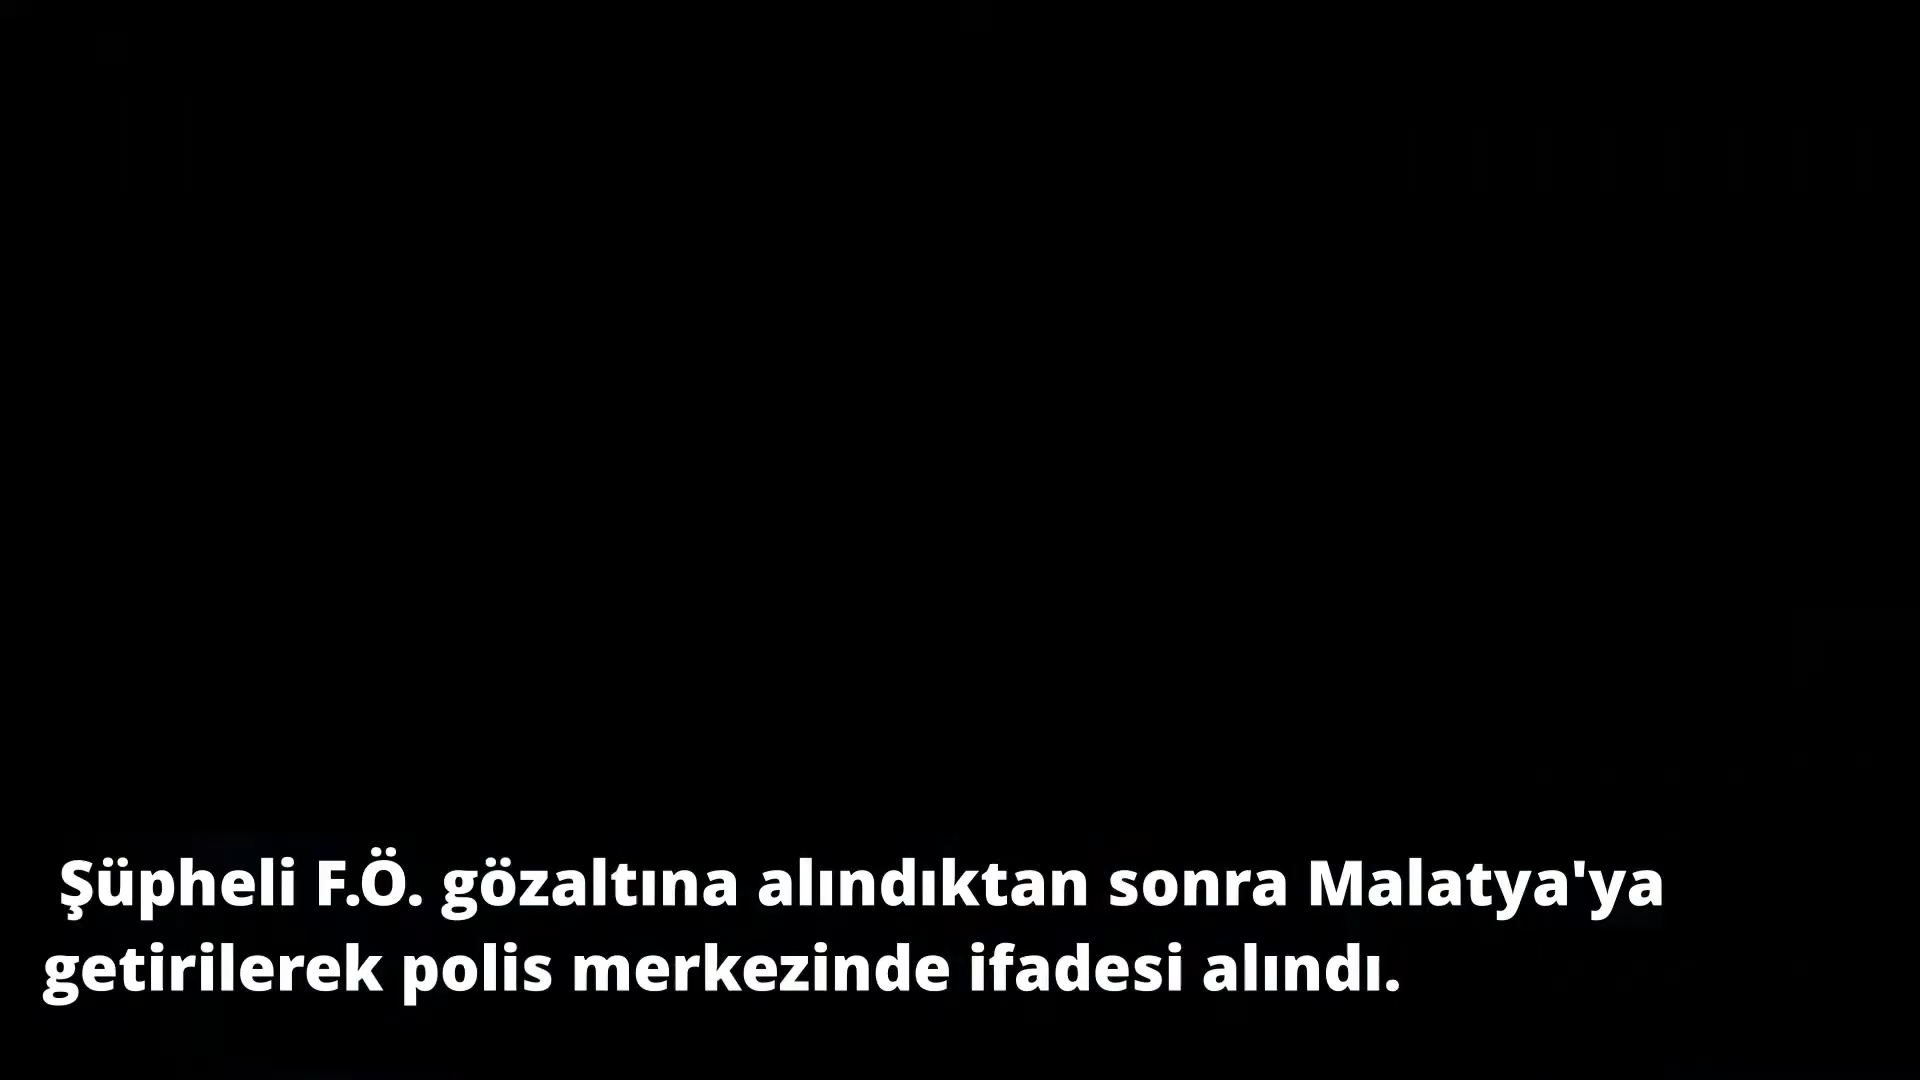 Şüpheli F.Ö. gözaltına alındıktan sonra Malatya'ya
getirilerek polis merkezinde ifadesi alındı.